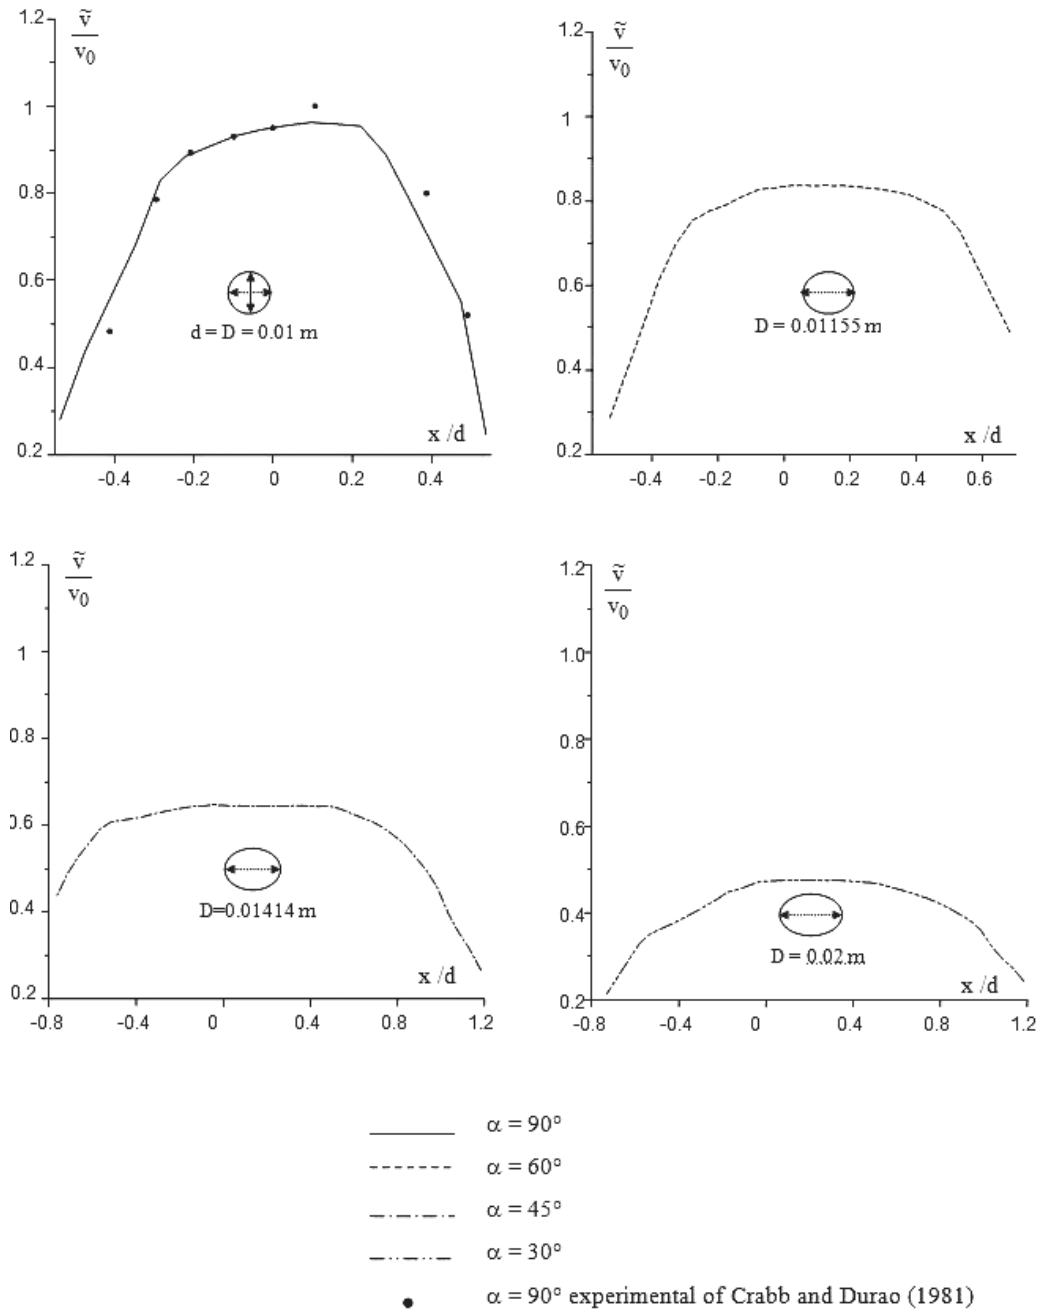 1.2
ṽ
v0
1
0.8
0.6
0.4
0.2
d = D = 0.01 m
x /d
-0.4 -0.2 0 0.2 0.4
1.2
ṽ
v0
1
0.8
0.6
0.4
0.2
D = 0.01155 m
x /d
-0.4 -0.2 0 0.2 0.4 0.6
1.2
ṽ
v0
1
0.8
0.6
0.4
0.2
D=0.01414 m
x /d
-0.8 -0.4 0 0.4 0.8 1.2
1.2
ṽ
v0
1.0
0.8
0.6
0.4
0.2
D = 0.02 m
x /d
-0.8 -0.4 0 0.4 0.8 1.2
α = 90°
α = 60°
α = 45°
α = 30°
α = 90° experimental of Crabb and Durao (1981)